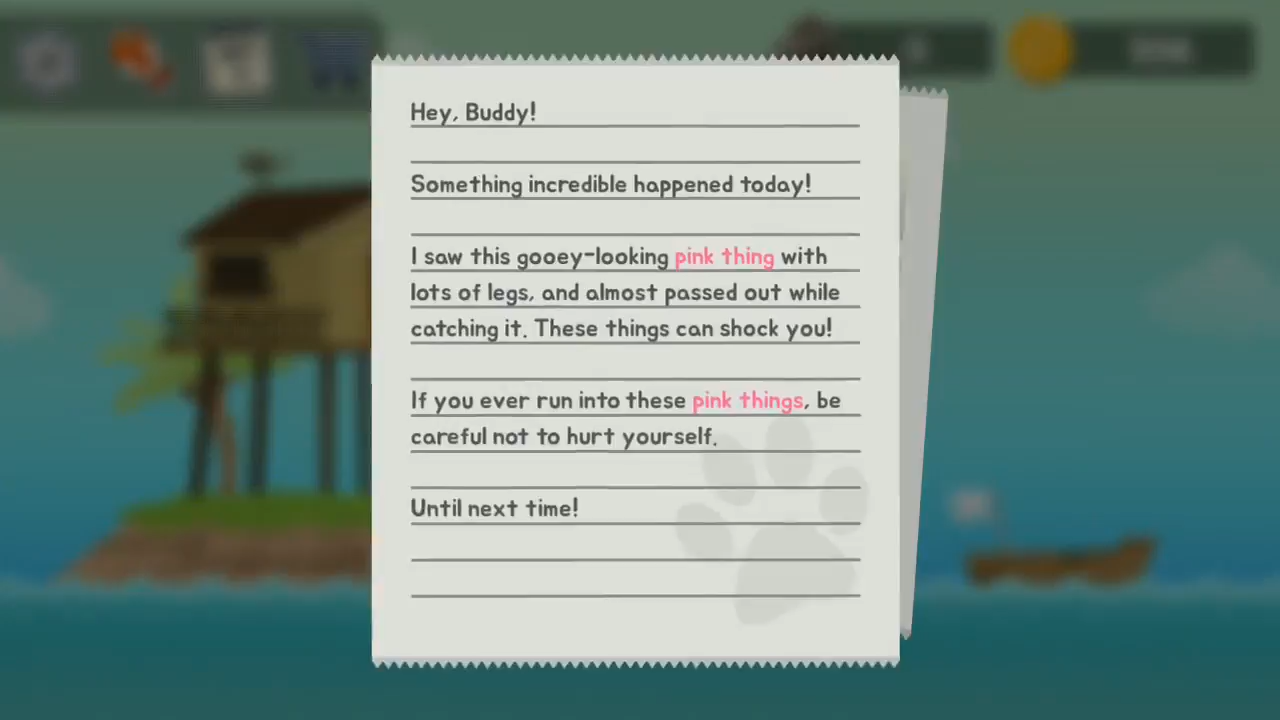 Hey, Buddy!
Something incredible happened today!
I saw this gooey-looking pink thing with
lots of legs, and almost passed out while
catching it. These things can shock you!
If you ever run into these pink things, be
careful not to hurt yourself.
Until next time!